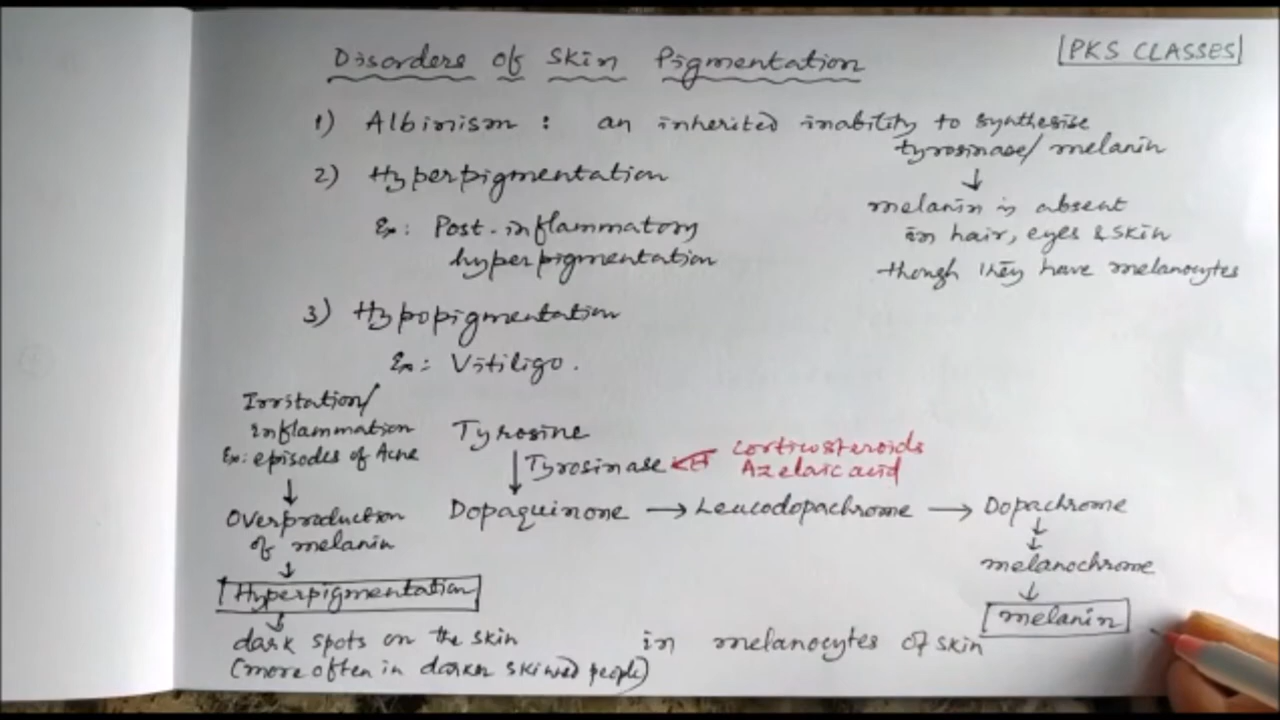 Disorders of Skin Pigmentation
PKS CLASSES
1) Albinism : an inherited inability to synthesise
tyrosinase/ melanin
↓
melanin is absent
in hair, eyes & skin
though they have melanocytes
2) Hyperpigmentation
Ex: Post-inflammatory
hyperpigmentation
3) Hypopigmentation
Ex: Vitiligo.
Irritation/
inflammation
Ex: episodes of Acne
↓
Overproduction
of melanin
↓
Hyperpigmentation
↓
dark spots on the skin
(more often in darker skinned people)
Tyrosine
↓ Tyrosinase ← ⊖ corticosteroids
Azelaic acid
Dopaquinone → Leucodopachrome → Dopachrome
↓
↓
melanochrome
↓
melanin
in melanocytes of skin